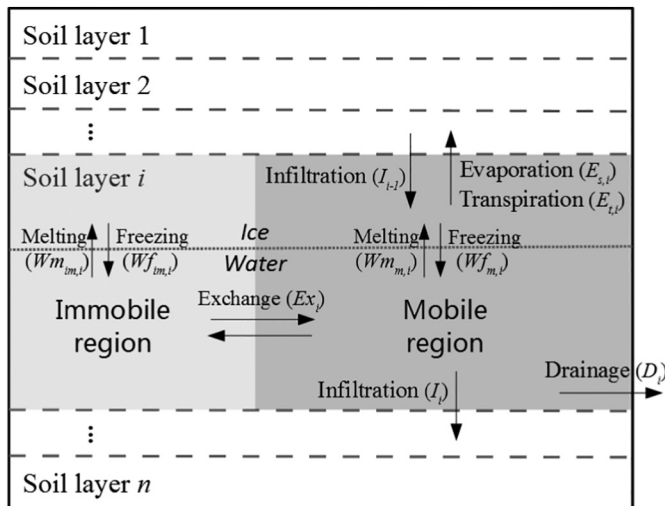 Soil layer 1
Soil layer 2
...
Soil layer i
Infiltration (I_{i-1})
Evaporation (E_{s,i})
Transpiration (E_{t,i})
Melting
(Wm_{im,i})
Freezing
(Wf_{im,i})
Ice
Water
Melting
(Wm_{m,i})
Freezing
(Wf_{m,i})
Exchange (Ex_i)
Immobile
region
Mobile
region
Drainage (D_i)
Infiltration (I_i)
...
Soil layer n